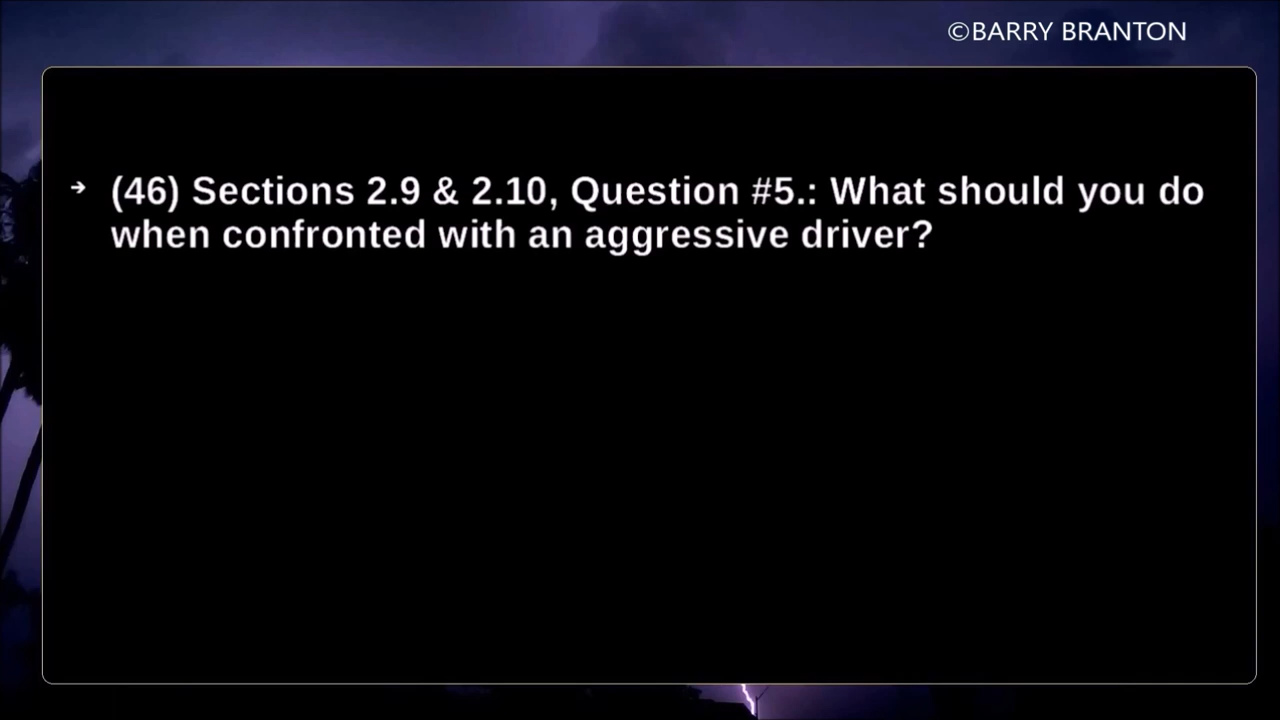 ©BARRY BRANTON
➔ (46) Sections 2.9 & 2.10, Question #5.: What should you do
when confronted with an aggressive driver?